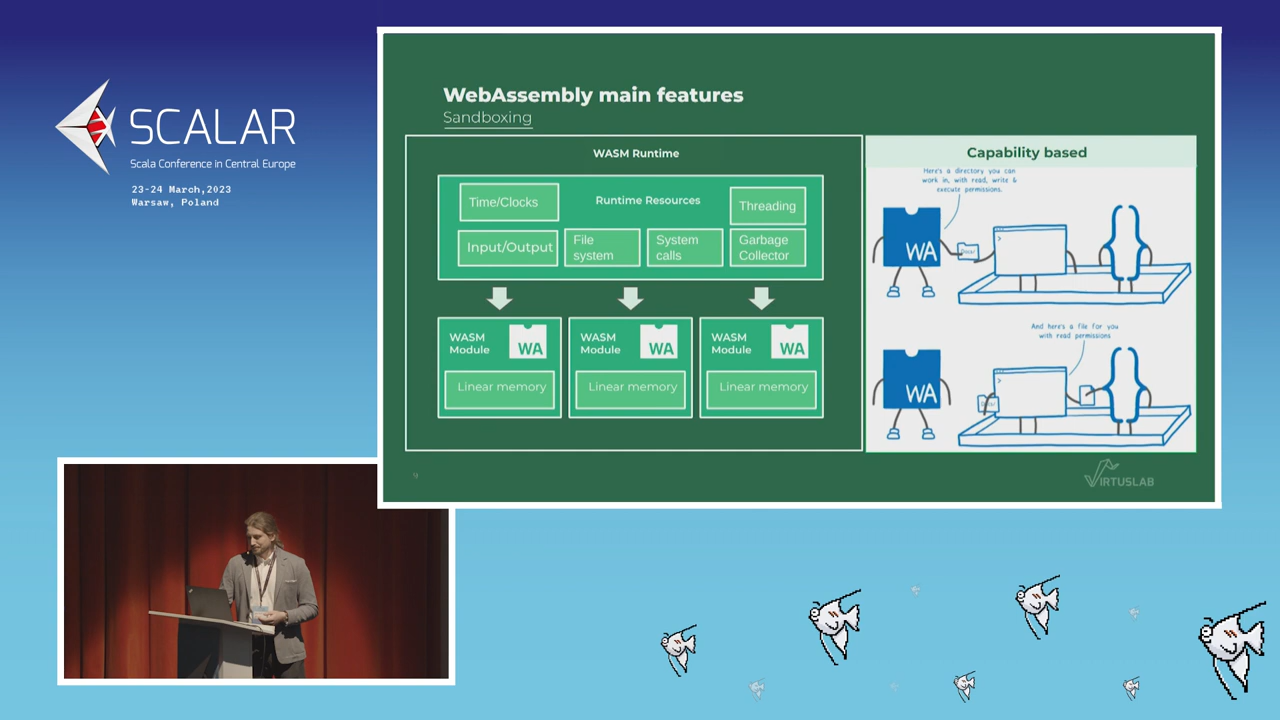 SCALAR
Scala Conference in Central Europe
23-24 March,2023
Warsaw, Poland
WebAssembly main features
Sandboxing
WASM Runtime
Time/Clocks
Runtime Resources
Threading
Input/Output
File
system
System
calls
Garbage
Collector
WASM
Module
WA
Linear memory
WASM
Module
WA
Linear memory
WASM
Module
WA
Linear memory
Capability based
Here's a directory you can
work in, with read, write &
execute permissions.
WA
And here's a file for you
with read permissions
WA
VIRTUSLAB